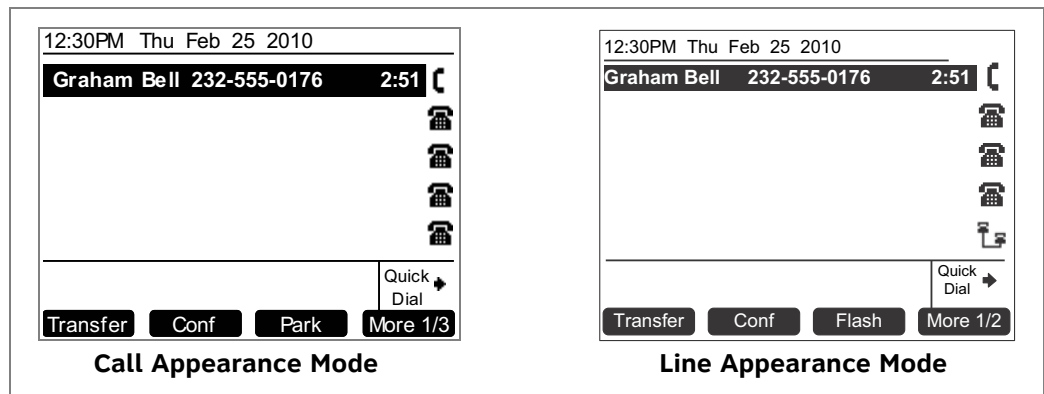 12:30PM Thu Feb 25 2010
Graham Bell 232-555-0176 2:51
Quick
Dial
Transfer Conf Park More 1/3
Call Appearance Mode
12:30PM Thu Feb 25 2010
Graham Bell 232-555-0176 2:51
Quick
Dial
Transfer Conf Flash More 1/2
Line Appearance Mode